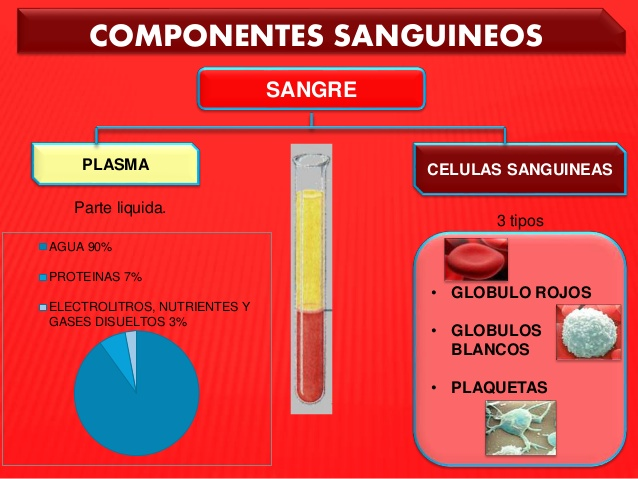 COMPONENTES SANGUINEOS
SANGRE
PLASMA
Parte liquida.
AGUA 90%
PROTEINAS 7%
ELECTROLITROS, NUTRIENTES Y
GASES DISUELTOS 3%
CELULAS SANGUINEAS
3 tipos
• GLOBULO ROJOS
• GLOBULOS
BLANCOS
• PLAQUETAS